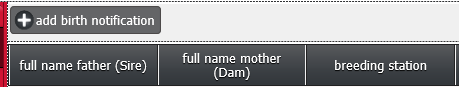 add birth notification
full name father (Sire)
full name mother
(Dam)
breeding station